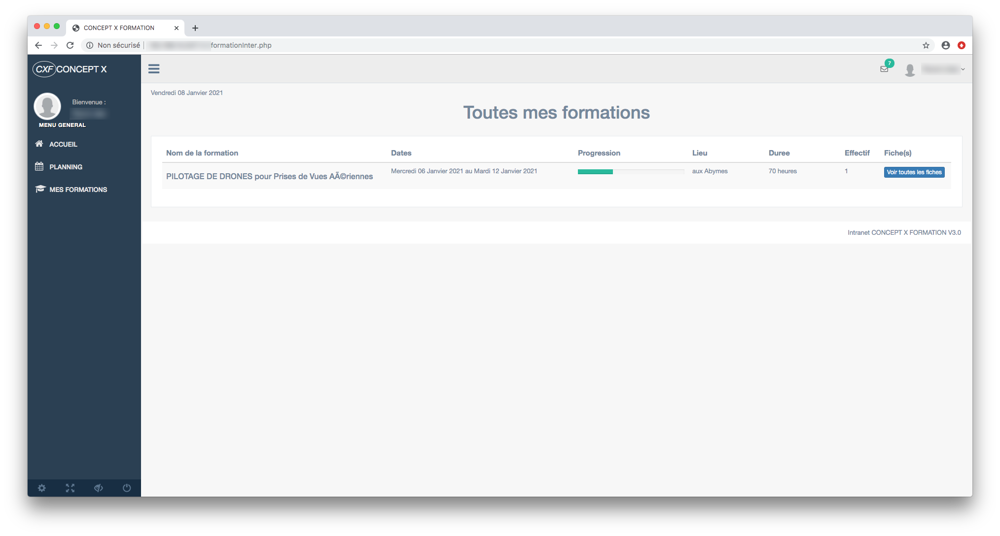 CONCEPT X FORMATION
Non sécurisé
formationInter.php
CXF CONCEPT X
7
Bienvenue :
MENU GENERAL
ACCUEIL
PLANNING
MES FORMATIONS
Vendredi 08 Janvier 2021
Toutes mes formations
Nom de la formation Dates Progression Lieu Duree Effectif Fiche(s)
PILOTAGE DE DRONES pour Prises de Vues AÃ©riennes Mercredi 06 Janvier 2021 au Mardi 12 Janvier 2021 aux Abymes 70 heures 1 Voir toutes les fiches
Intranet CONCEPT X FORMATION V3.0